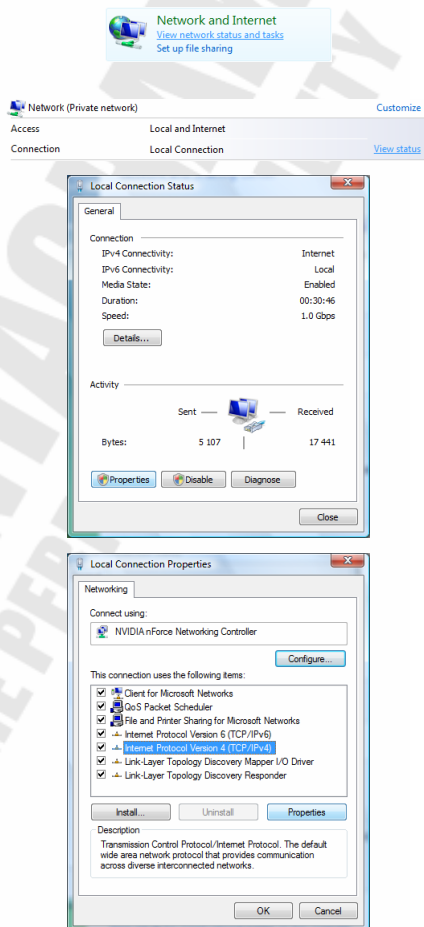 Network and Internet
View network status and tasks
Set up file sharing
Network (Private network) Customize
Access Local and Internet
Connection Local Connection View status
Local Connection Status
General
Connection
IPv4 Connectivity: Internet
IPv6 Connectivity: Local
Media State: Enabled
Duration: 00:30:46
Speed: 1.0 Gbps
Details...
Activity
Sent Received
Bytes: 5 107 17 441
Properties Disable Diagnose
Close
Local Connection Properties
Networking
Connect using:
NVIDIA nForce Networking Controller
Configure...
This connection uses the following items:
Client for Microsoft Networks
QoS Packet Scheduler
File and Printer Sharing for Microsoft Networks
Internet Protocol Version 6 (TCP/IPv6)
Internet Protocol Version 4 (TCP/IPv4)
Link-Layer Topology Discovery Mapper I/O Driver
Link-Layer Topology Discovery Responder
Install... Uninstall Properties
Description
Transmission Control Protocol/Internet Protocol. The default
wide area network protocol that provides communication
across diverse interconnected networks.
OK Cancel